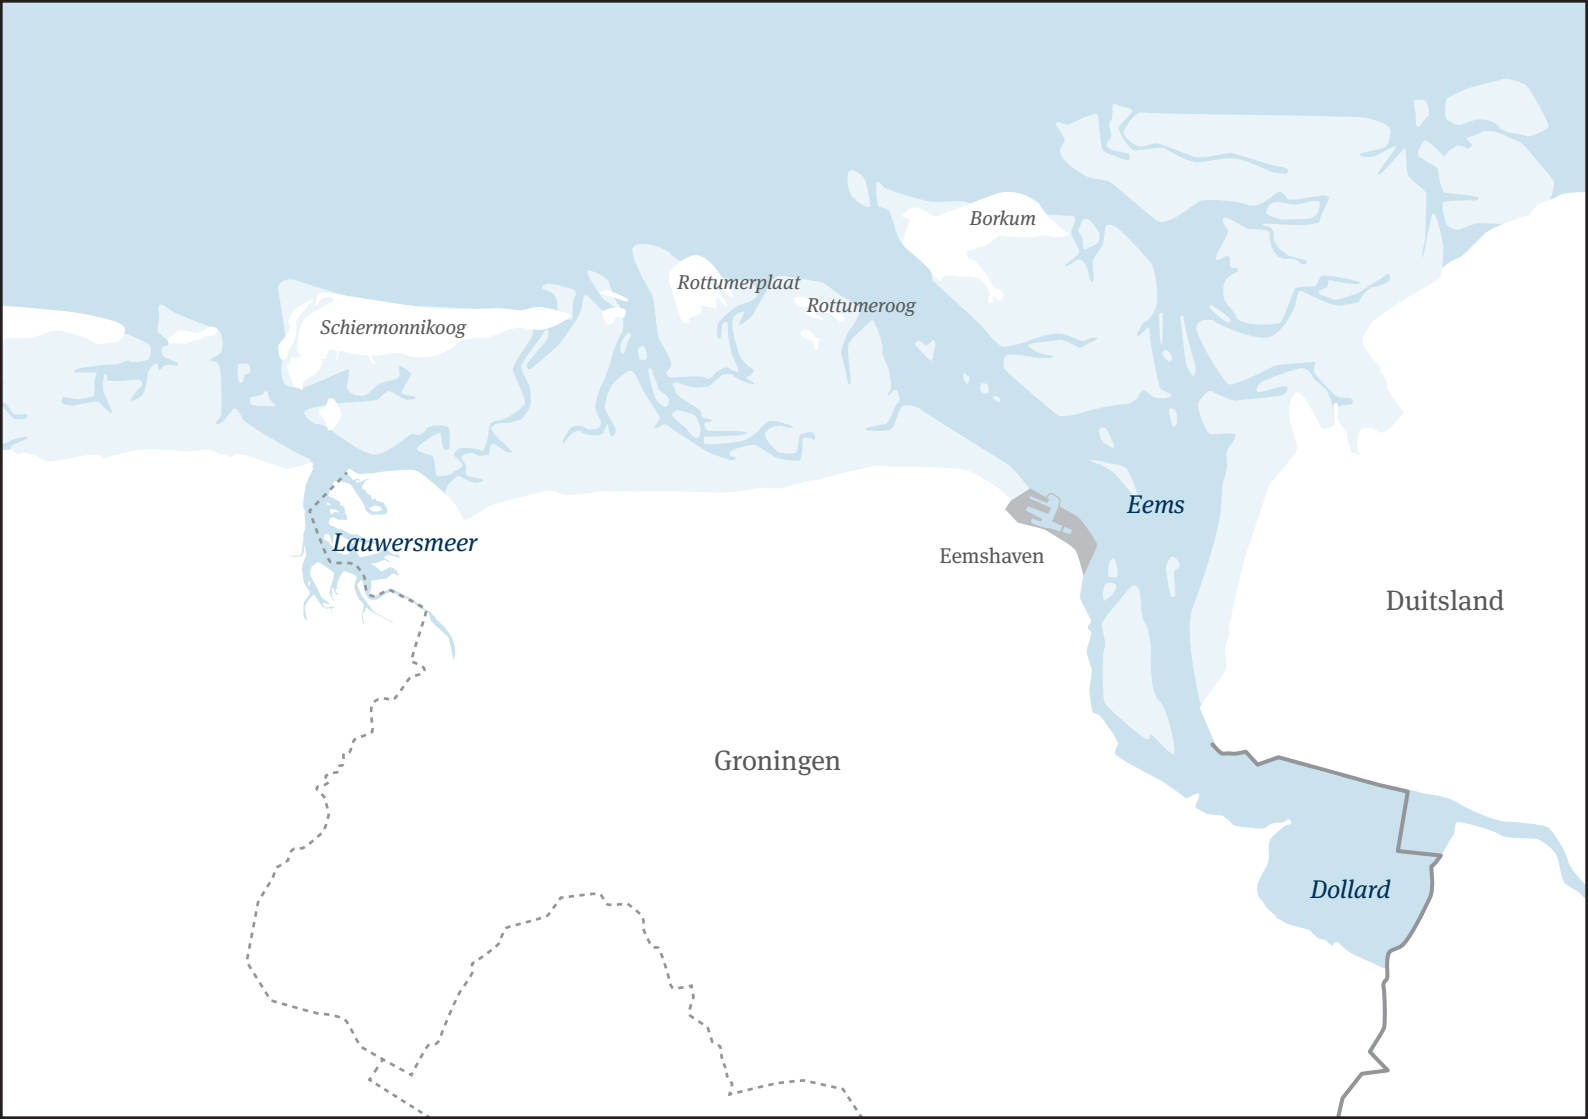 Borkum
Rottumerplaat
Rottumeroog
Schiermonnikoog
Eems
Lauwersmeer
Eemshaven
Duitsland
Groningen
Dollard